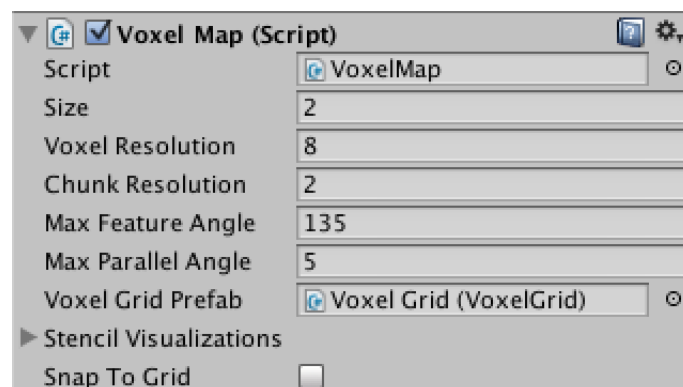 Voxel Map (Script)
Script VoxelMap
Size 2
Voxel Resolution 8
Chunk Resolution 2
Max Feature Angle 135
Max Parallel Angle 5
Voxel Grid Prefab Voxel Grid (VoxelGrid)
Stencil Visualizations
Snap To Grid